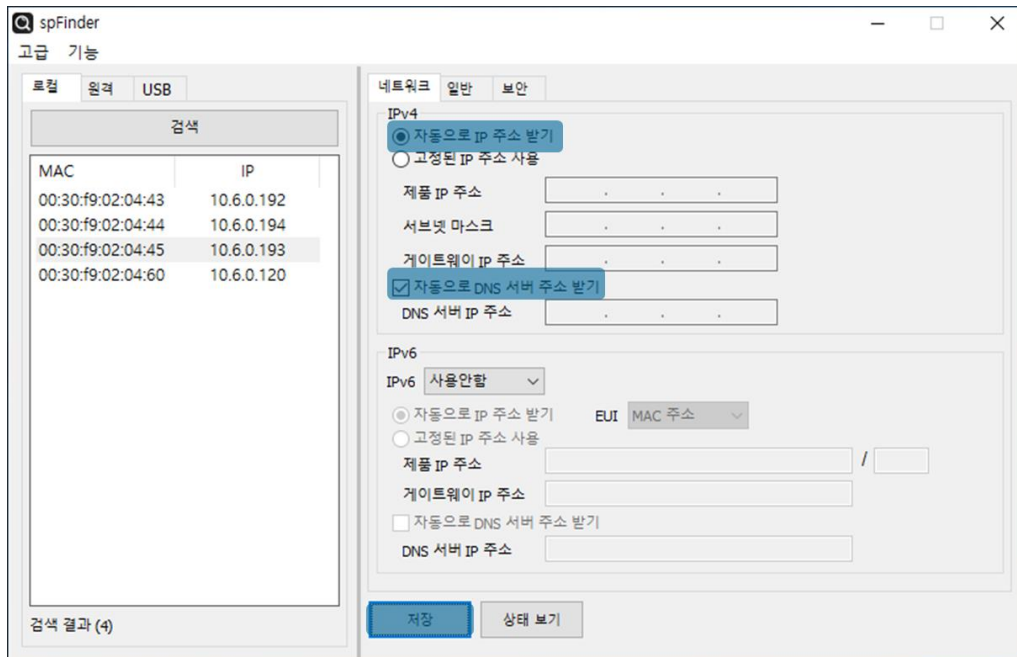 spFinder
고급 기능
로컬 원격 USB
검색
MAC IP
00:30:f9:02:04:43 10.6.0.192
00:30:f9:02:04:44 10.6.0.194
00:30:f9:02:04:45 10.6.0.193
00:30:f9:02:04:60 10.6.0.120
검색 결과 (4)
네트워크 일반 보안
IPv4
자동으로 IP 주소 받기
고정된 IP 주소 사용
제품 IP 주소 . . .
서브넷 마스크 . . .
게이트웨이 IP 주소 . . .
자동으로 DNS 서버 주소 받기
DNS 서버 IP 주소 . . .
IPv6
IPv6 사용안함
자동으로 IP 주소 받기 EUI MAC 주소
고정된 IP 주소 사용
제품 IP 주소 /
게이트웨이 IP 주소
자동으로 DNS 서버 주소 받기
DNS 서버 IP 주소
저장 상태 보기